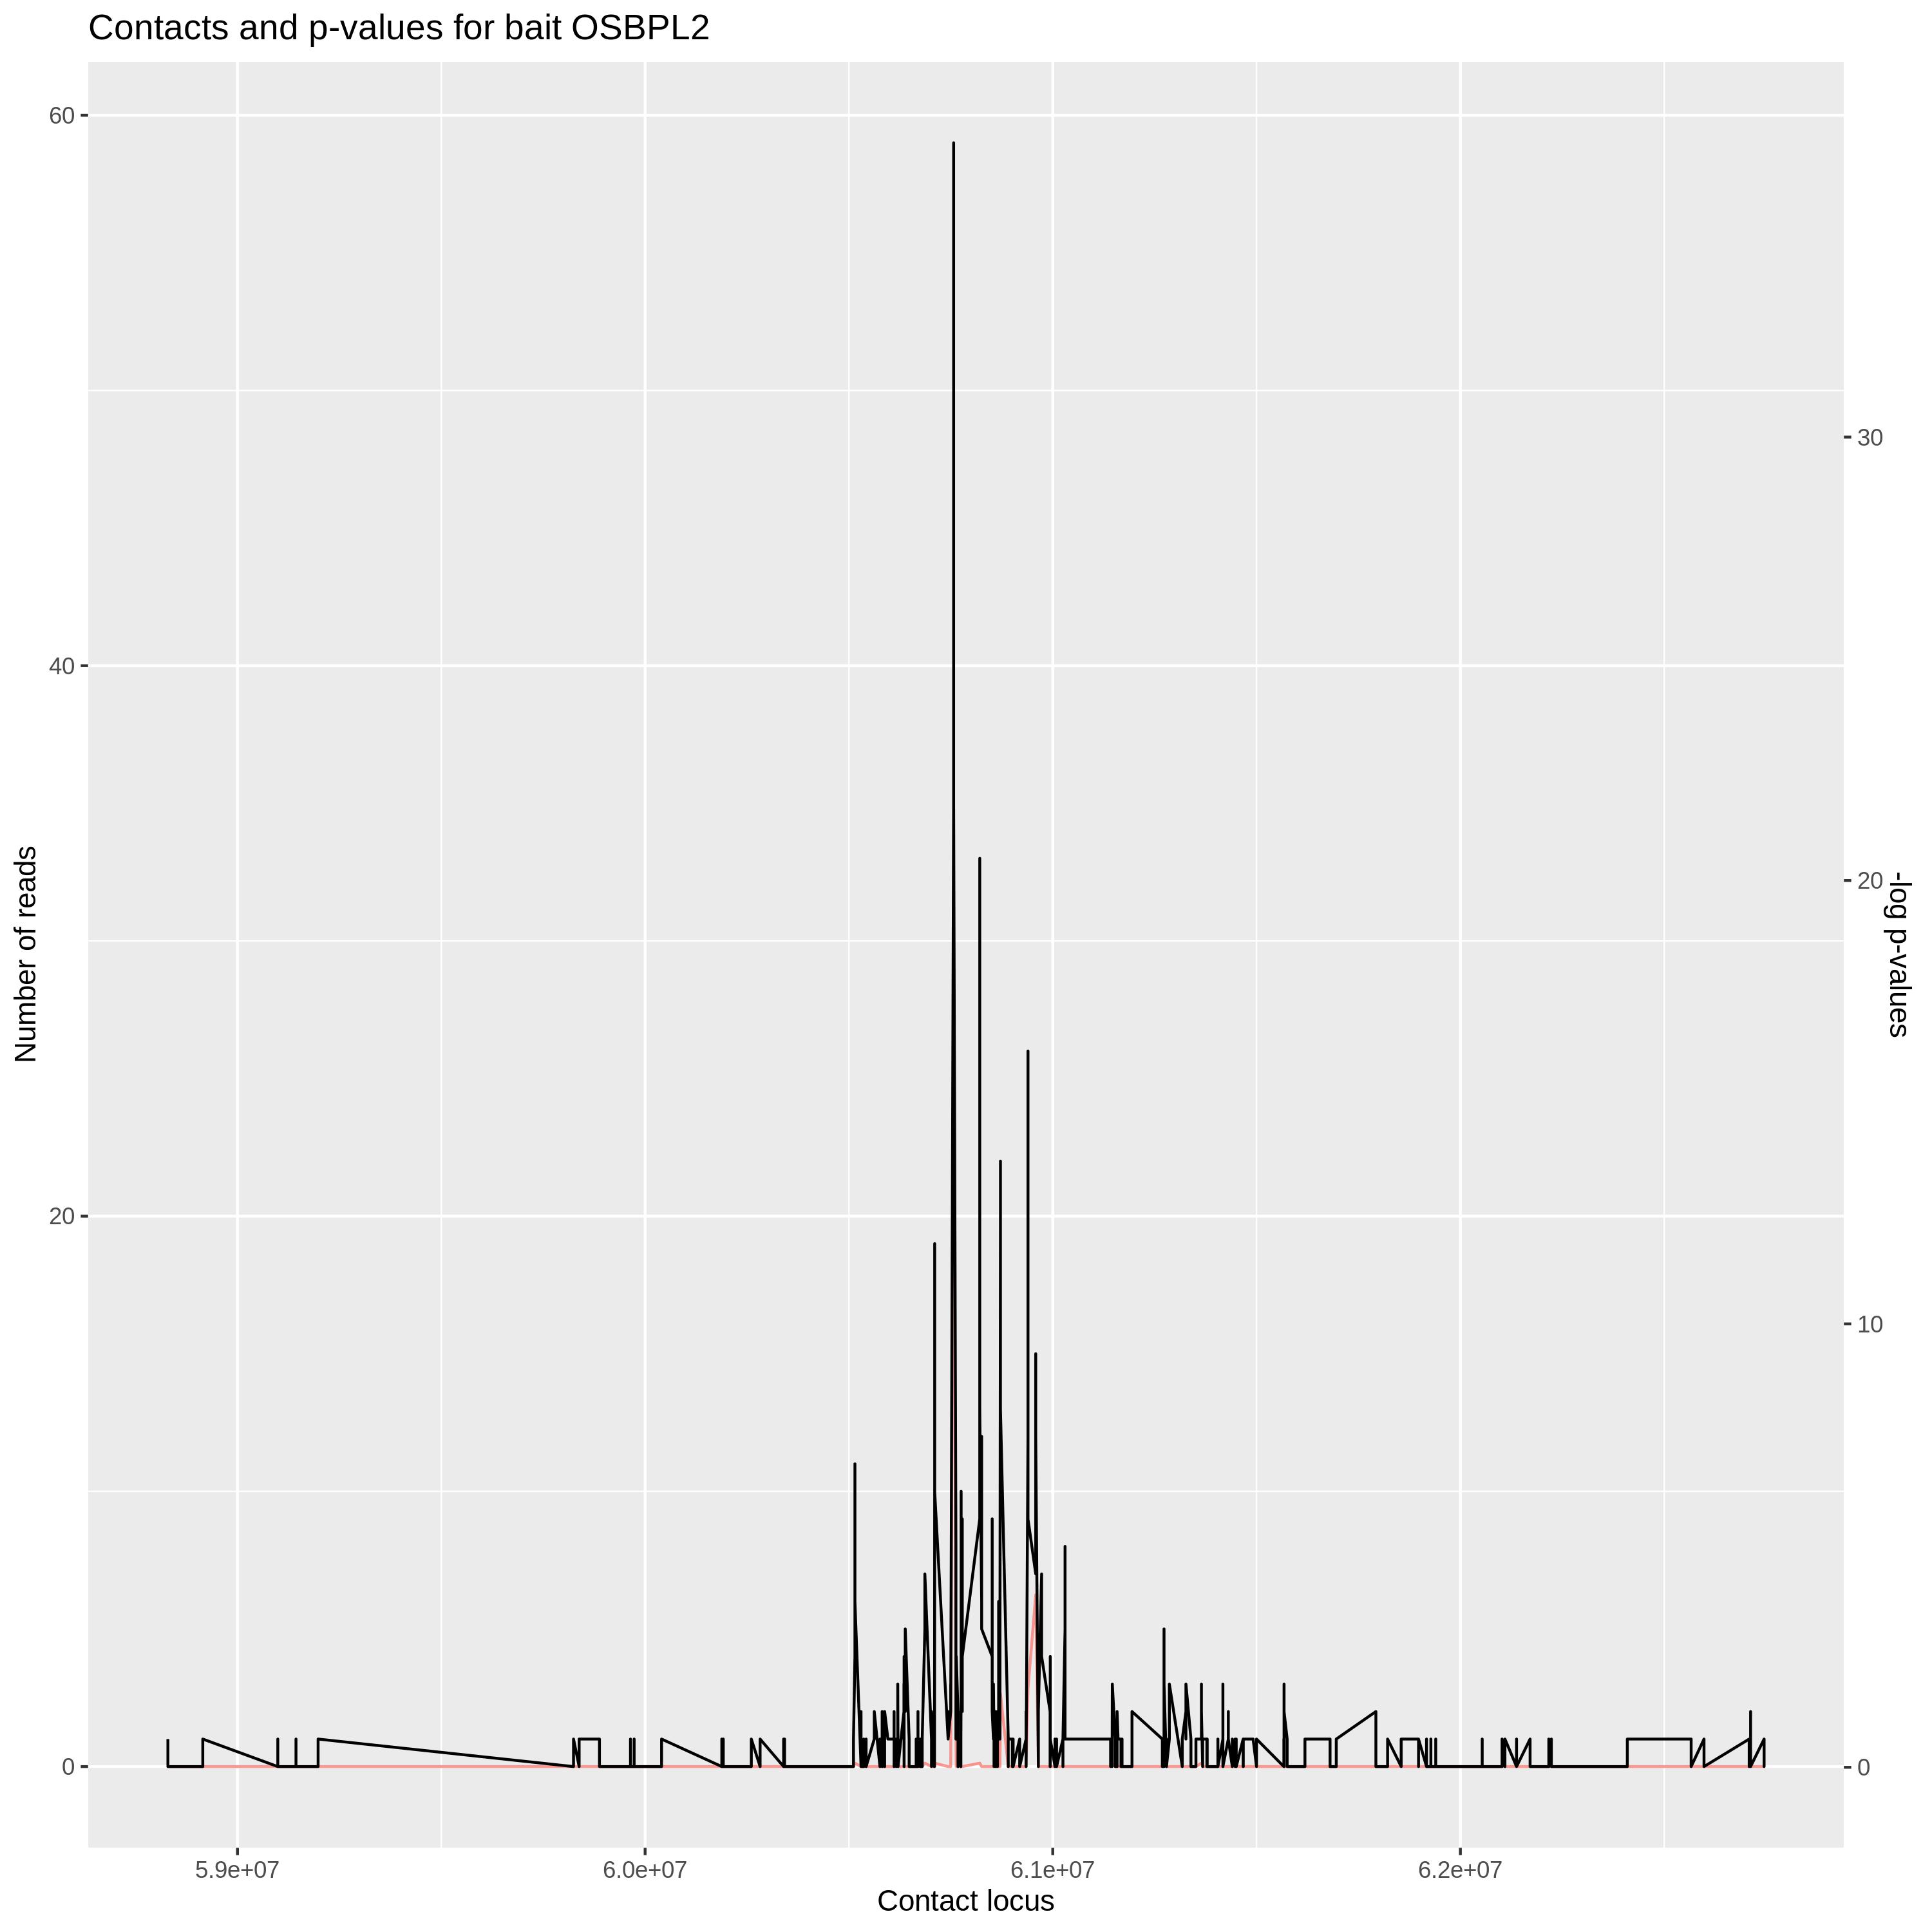 Contacts and p-values for bait OSBPL2
60
40
20
0
Number of reads
30
20
10
0
-log p-values
5.9e+07
6.0e+07
6.1e+07
6.2e+07
Contact locus